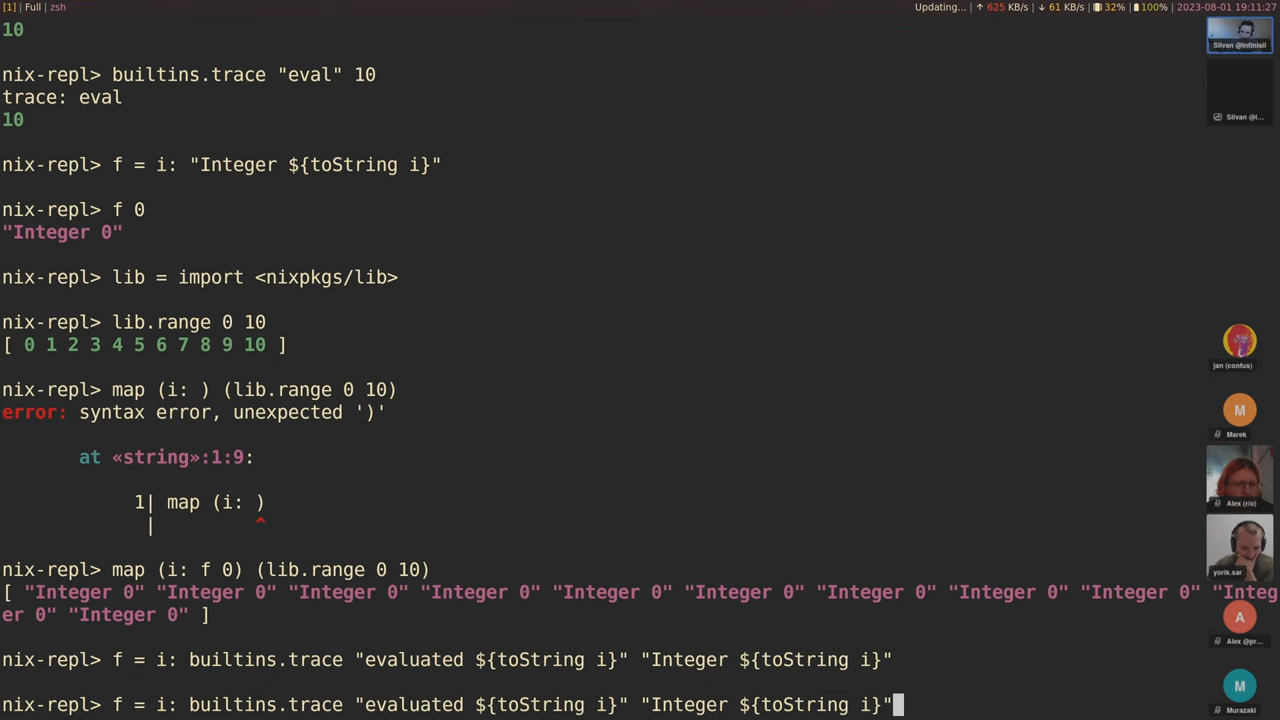 [1] | Full | zsh
Updating... | ↑ 625 KB/s | ↓ 61 KB/s | 32% | 100% | 2023-08-01 19:11:27
10
nix-repl> builtins.trace "eval" 10
trace: eval
10
nix-repl> f = i: "Integer ${toString i}"
nix-repl> f 0
"Integer 0"
nix-repl> lib = import <nixpkgs/lib>
nix-repl> lib.range 0 10
[ 0 1 2 3 4 5 6 7 8 9 10 ]
nix-repl> map (i: ) (lib.range 0 10)
error: syntax error, unexpected ')'
at «string»:1:9:
1| map (i: )
| ^
nix-repl> map (i: f 0) (lib.range 0 10)
[ "Integer 0" "Integer 0" "Integer 0" "Integer 0" "Integer 0" "Integer 0" "Integer 0" "Integer 0" "Integer 0" "Integ
er 0" "Integer 0" ]
nix-repl> f = i: builtins.trace "evaluated ${toString i}" "Integer ${toString i}"
nix-repl> f = i: builtins.trace "evaluated ${toString i}" "Integer ${toString i}"
Silvan @infinisil
Silvan @i...
jan (confus)
M
Marek
Alex (r/o)
yorik.sar
A
Alex @pr...
M
Murazaki